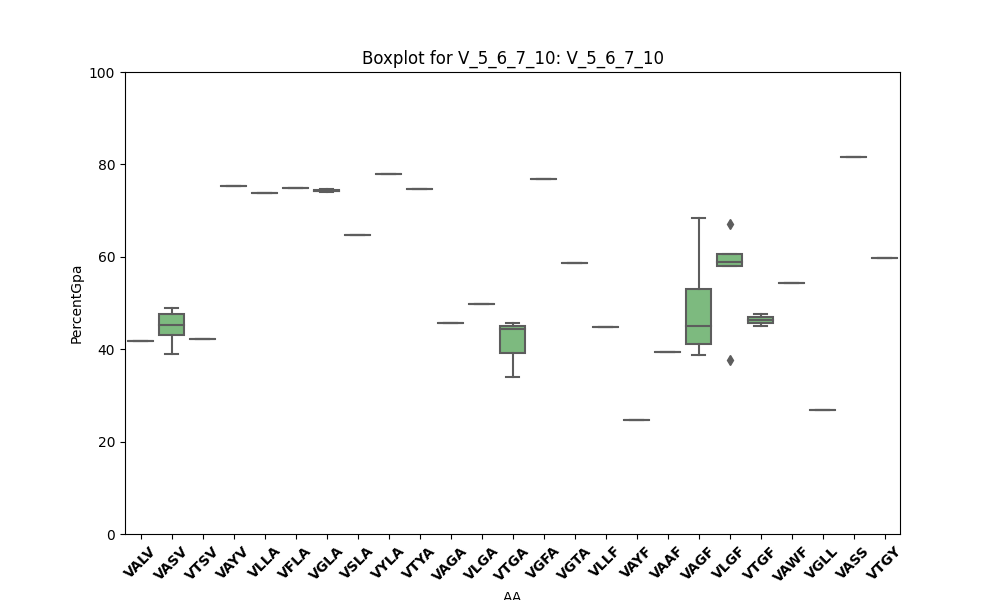 Boxplot for V_5_6_7_10: V_5_6_7_10
100
80
60
40
20
0
PercentGpa
VALV VASV VTSV VAYV VLLA VFLA VGLA VSLA VYLA VTYA VAGA VLGA VTGA VGFA VGTA VLLF VAYF VAAF VAGF VLGF VTGF VAWF VGLL VASS VTGY
AA